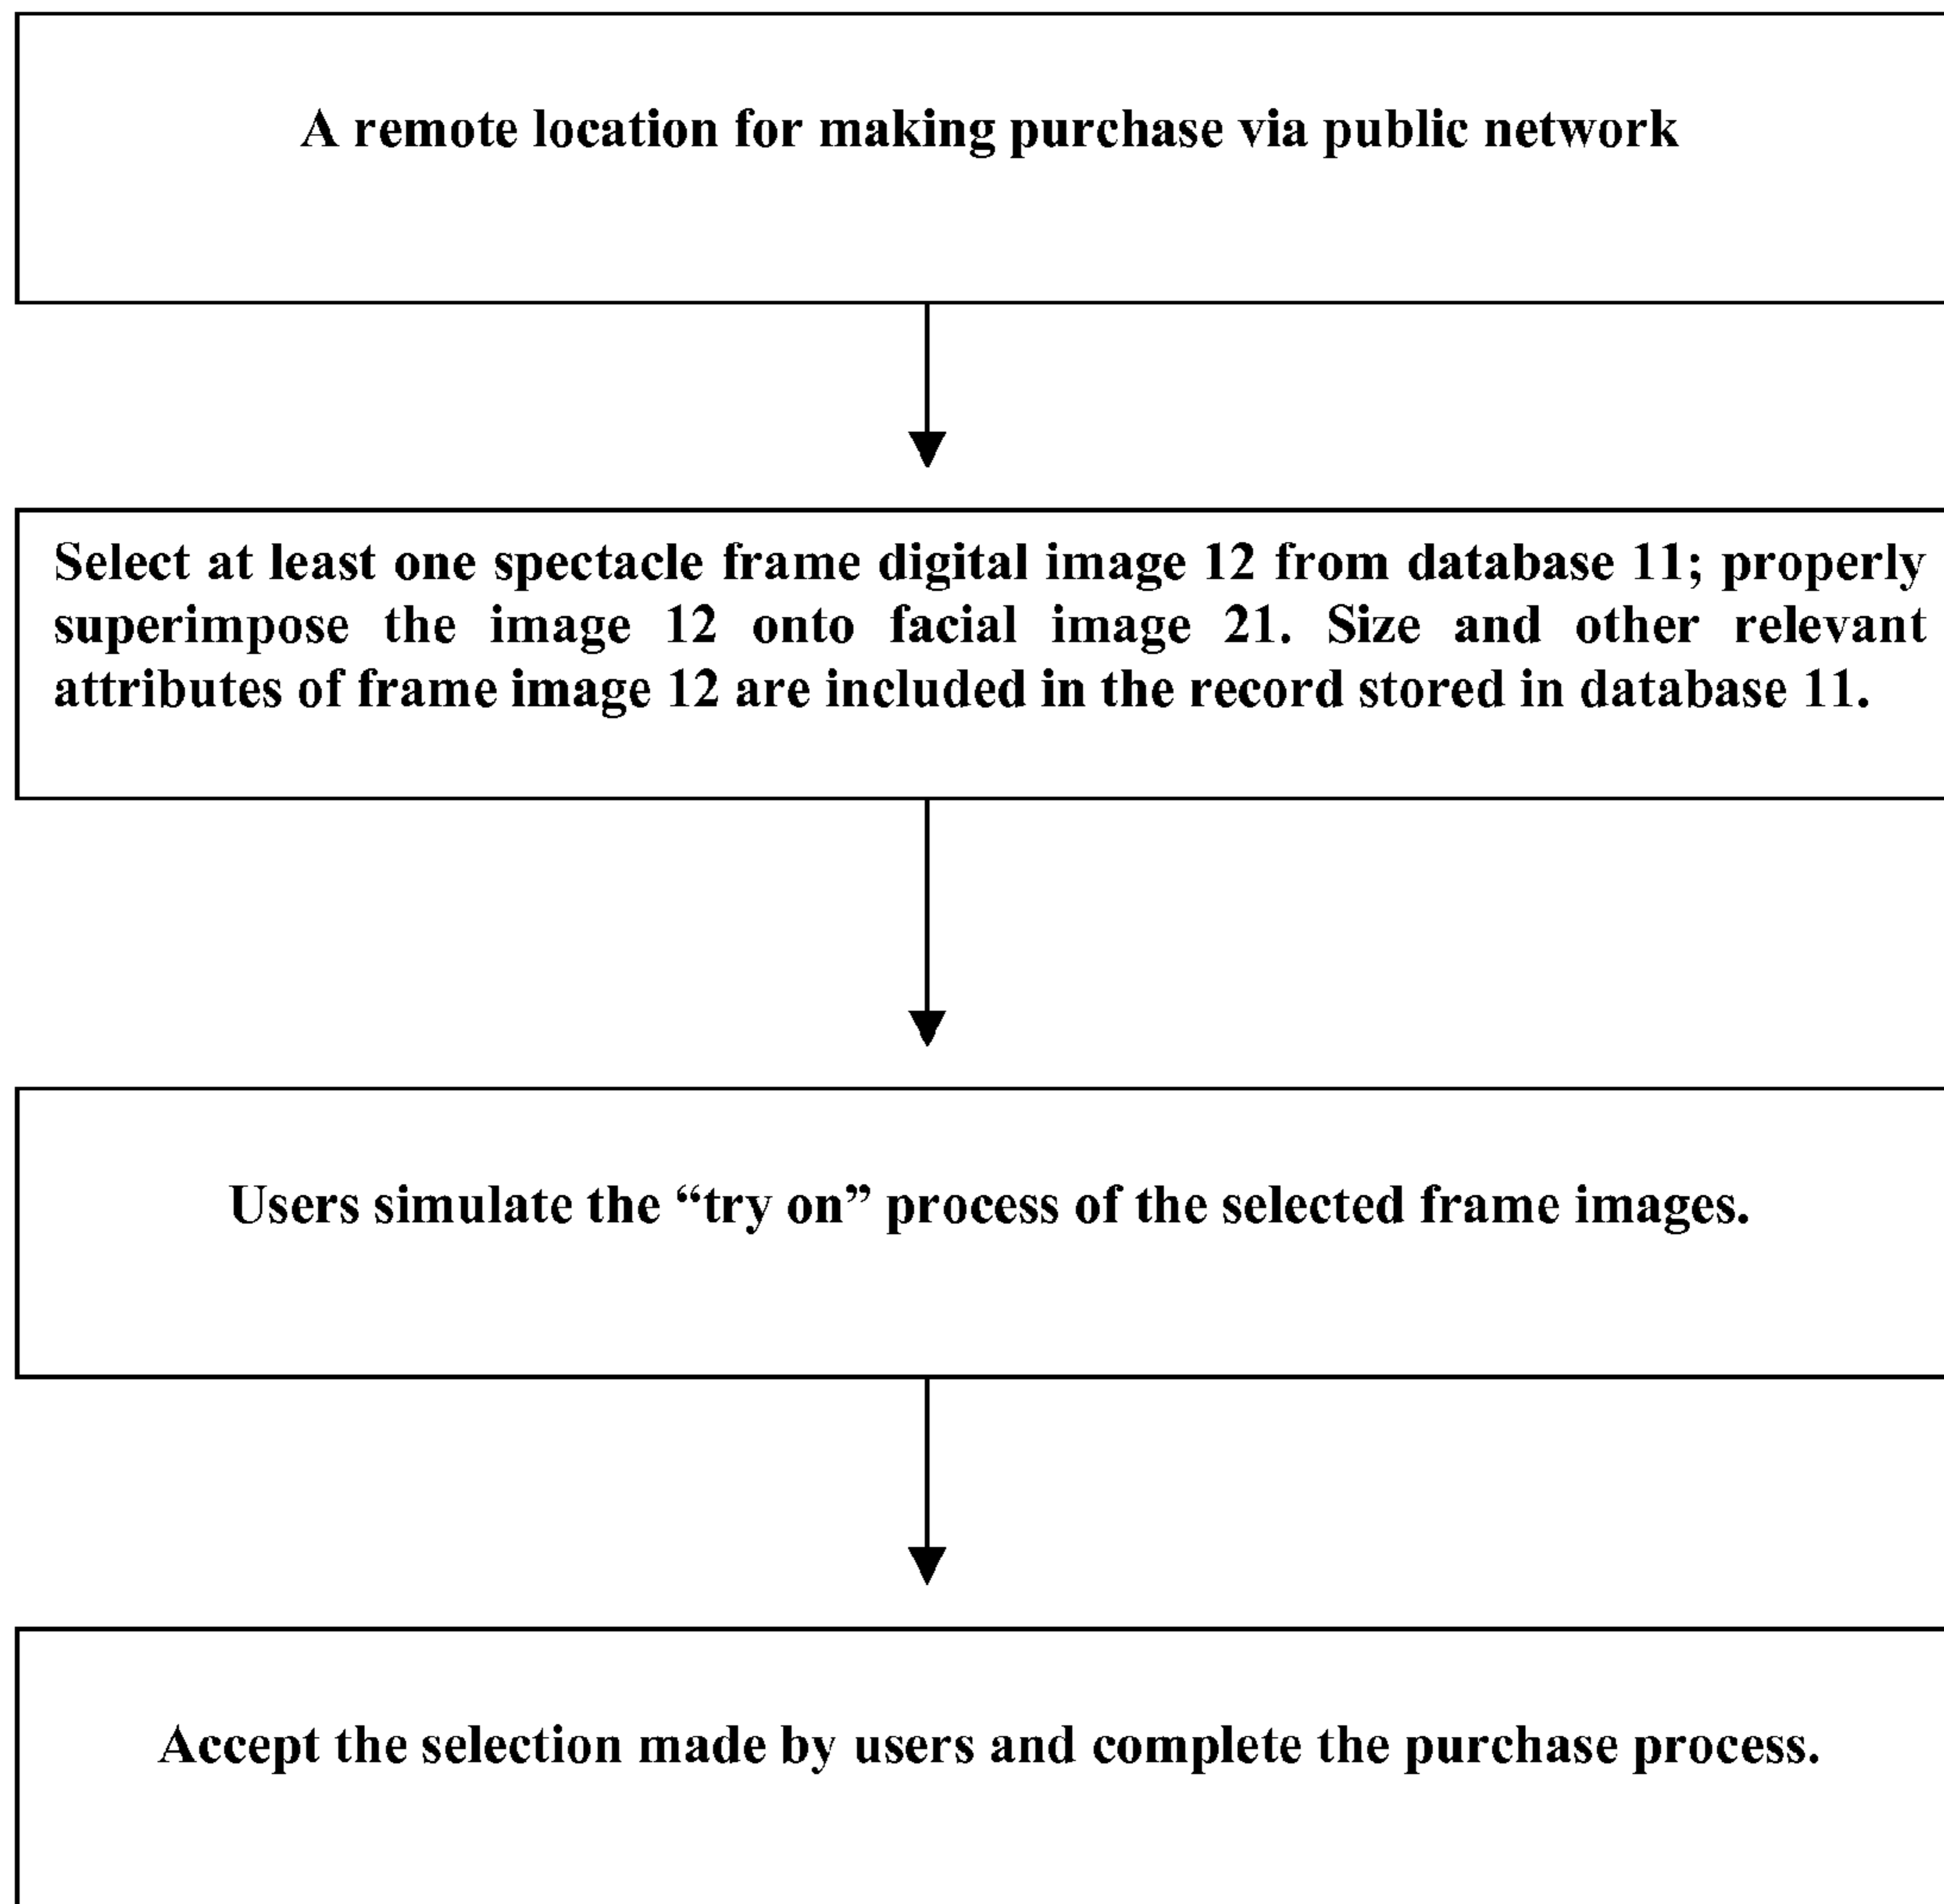 A remote location for making purchase via public network
Select at least one spectacle frame digital image 12 from database 11; properly
superimpose the image 12 onto facial image 21. Size and other relevant
attributes of frame image 12 are included in the record stored in database 11.
Users simulate the “try on” process of the selected frame images.
Accept the selection made by users and complete the purchase process.